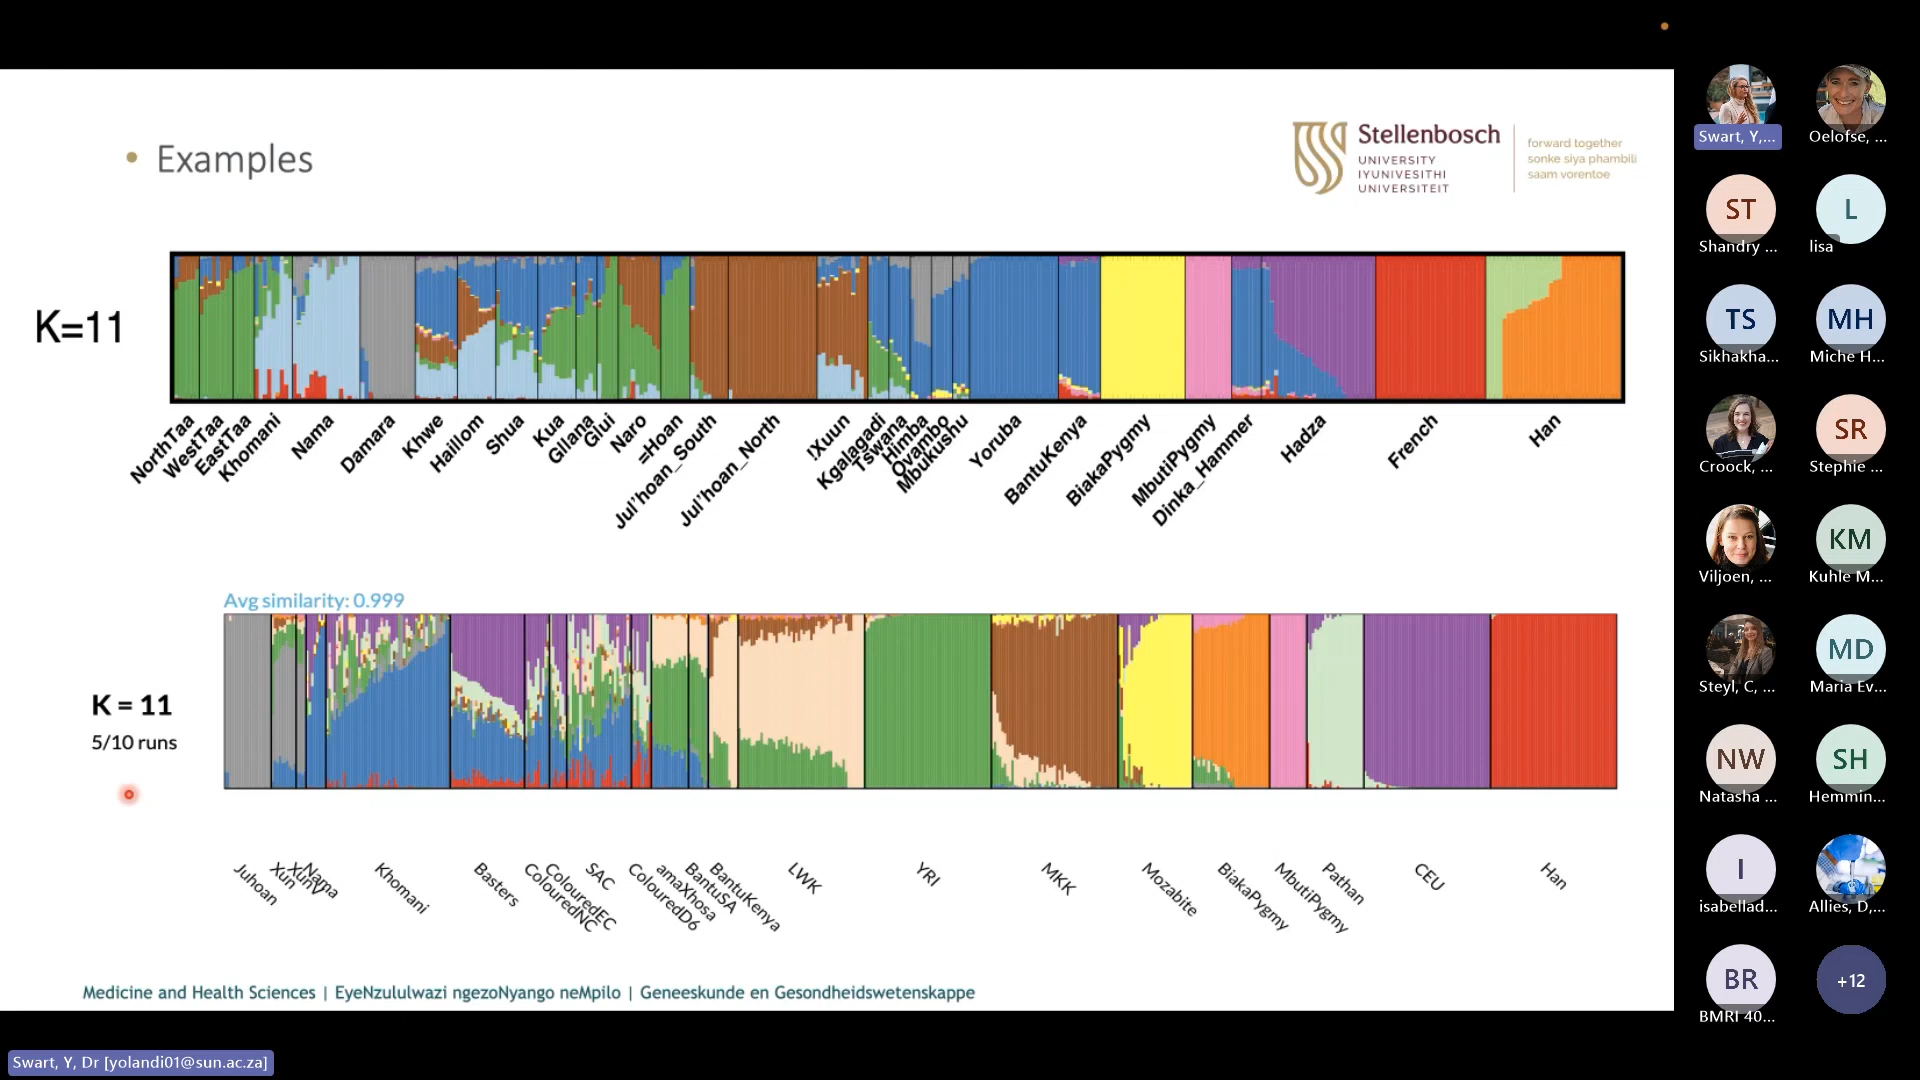 • Examples
Stellenbosch
UNIVERSITY
IYUNIVESITHI
UNIVERSITEIT
forward together
sonke siya phambili
saam vorentoe
K=11
NorthTaa
WestTaa
EastTaa
Khomani
Nama
Damara
Khwe
Haillom
Shua
Kua
Gllana
Glui
Naro
=Hoan
Jul'hoan_South
Jul'hoan_North
!Xuun
Kgalagadi
Tswana
Himba
Ovambo
Mbukushu
Yoruba
BantuKenya
BiakaPygmy
MbutiPygmy
Dinka_Hammer
Hadza
French
Han
Avg similarity: 0.999
K = 11
5/10 runs
Juhoan
Xun
XunV
Nama
Khomani
Basters
ColouredNC
ColouredEC
SAC
ColouredD6
amaXhosa
BantuSA
BantuKenya
LWK
YRI
MKK
Mozabite
BiakaPygmy
MbutiPygmy
Pathan
CEU
Han
Medicine and Health Sciences | EyeNzululwazi ngezoNyango neMpilo | Geneeskunde en Gesondheidswetenskappe
Swart, Y,...
Oelofse, ...
ST
L
Shandry ...
lisa
TS
MH
Sikhakha...
Miche H...
SR
Croock, ...
Stephie ...
KM
Viljoen, ...
Kuhle M...
MD
Steyl, C, ...
Maria Ev...
NW
SH
Natasha ...
Hemmin...
I
isabellad...
Allies, D,...
BR
+12
BMRI 40...
Swart, Y, Dr [yolandi01@sun.ac.za]